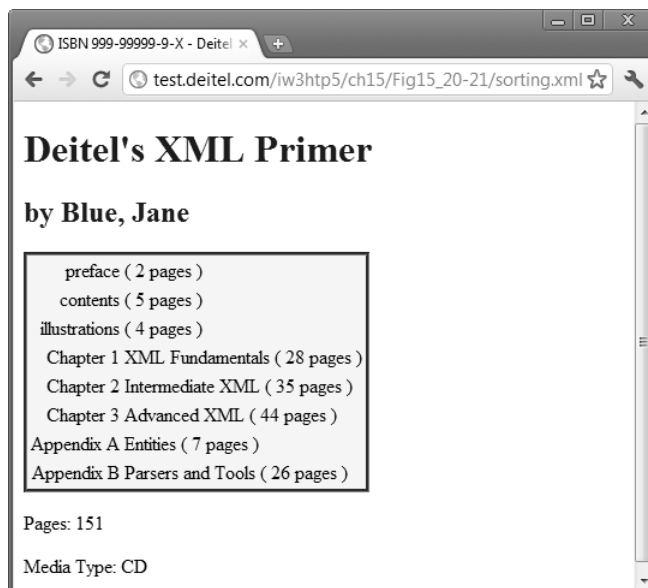 ISBN 999-99999-9-X - Deitel
test.deitel.com/iw3htp5/ch15/Fig15_20-21/sorting.xml
Deitel's XML Primer
by Blue, Jane
preface ( 2 pages )
contents ( 5 pages )
illustrations ( 4 pages )
Chapter 1 XML Fundamentals ( 28 pages )
Chapter 2 Intermediate XML ( 35 pages )
Chapter 3 Advanced XML ( 44 pages )
Appendix A Entities ( 7 pages )
Appendix B Parsers and Tools ( 26 pages )
Pages: 151
Media Type: CD